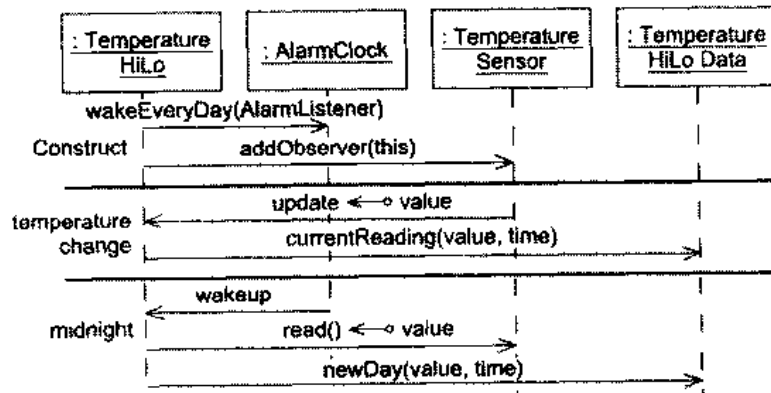 : Temperature
HiLo
: AlarmClock
: Temperature
Sensor
: Temperature
HiLo Data
wakeEveryDay(AlarmListener)
Construct
addObserver(this)
update
value
temperature
change
currentReading(value, time)
wakeup
midnight
read()
value
newDay(value, time)